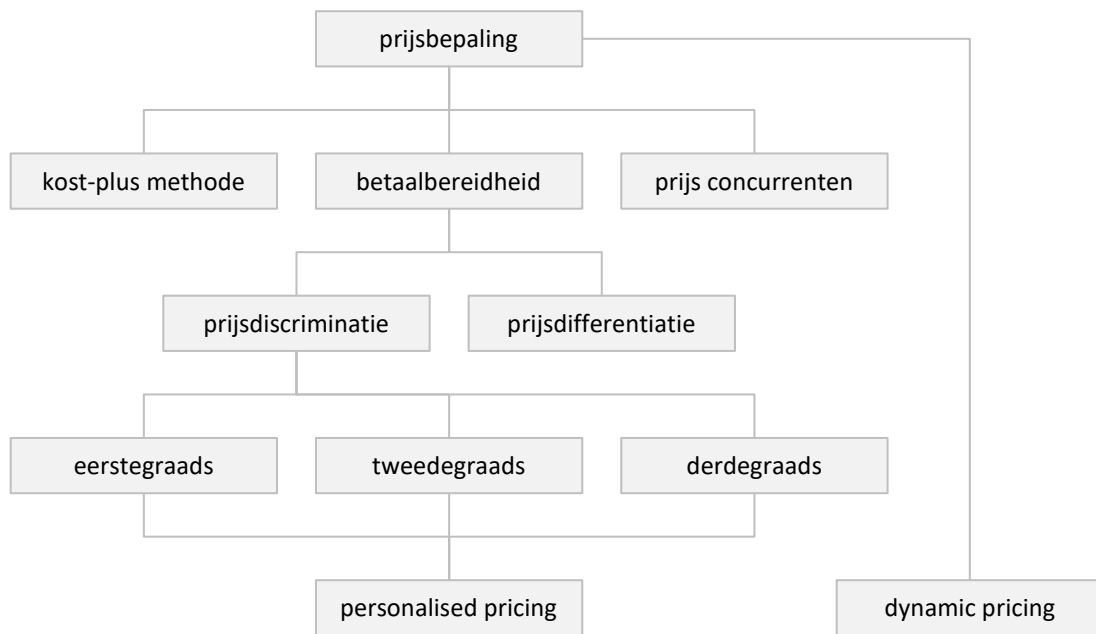 prijsbepaling
kost-plus methode
betaalbereidheid
prijs concurrenten
prijsdiscriminatie
prijsdifferentiatie
eerstegraads
tweedegraads
derdegraads
personalised pricing
dynamic pricing